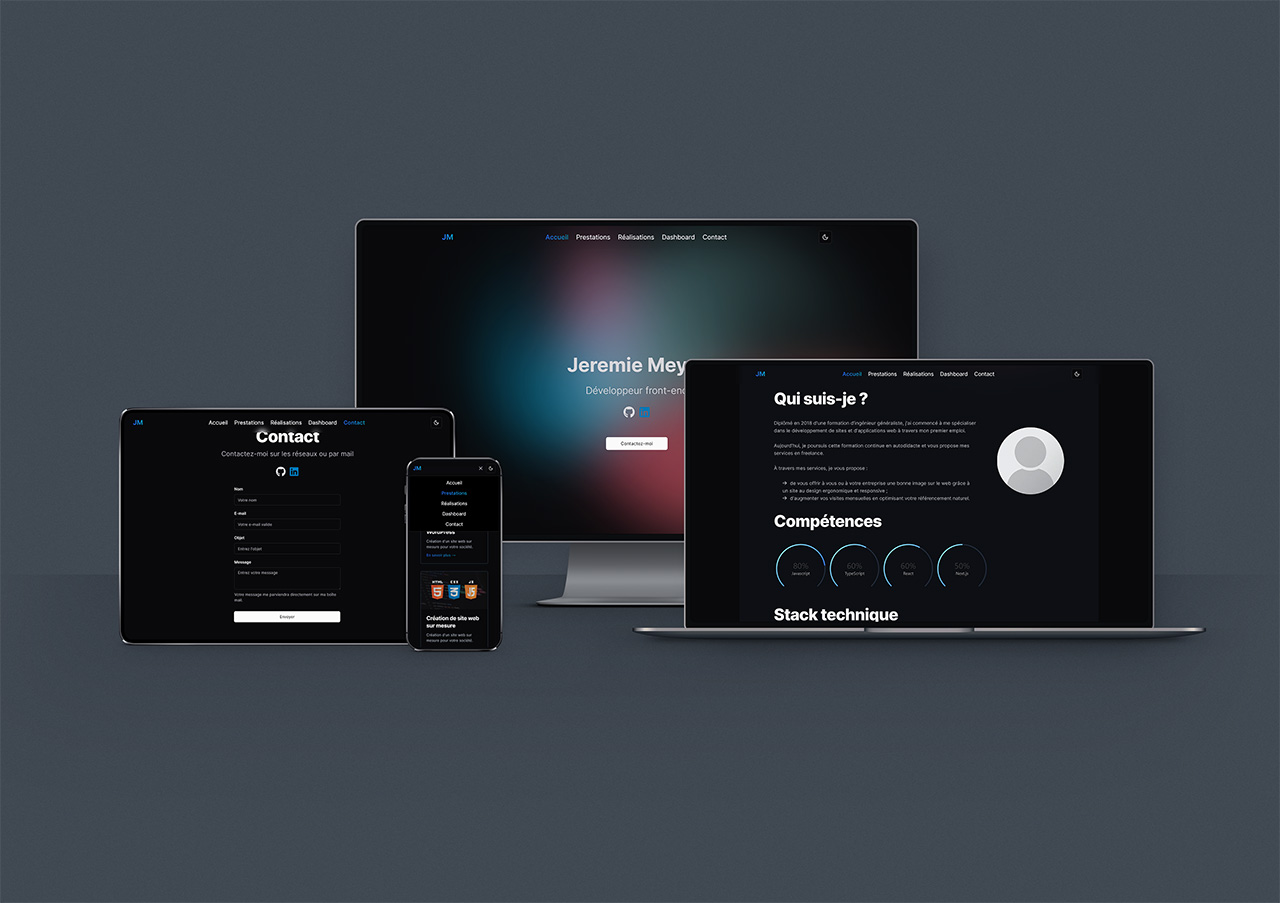 JM
Accueil Prestations Réalisations Dashboard Contact
Jeremie Mey
Développeur front-end
Contactez-moi
JM
Accueil Prestations Réalisations Dashboard Contact
Qui suis-je ?
Diplômé en 2018 d'une formation d'ingénieur généraliste, j'ai commencé à me spécialiser
dans le développement de sites et d'applications web à travers mon premier emploi.
Aujourd'hui, je poursuis cette formation continue en autodidacte et vous propose mes
services en freelance.
À travers mes services, je vous propose :
→ de vous offrir à vous ou à votre entreprise une bonne image sur le web grâce à
un site au design ergonomique et responsive ;
→ d'augmenter vos visites mensuelles en optimisant votre référencement naturel.
Compétences
80% 60% 60% 50%
Javascript TypeScript React Next.js
Stack technique
JM
Accueil Prestations Réalisations Dashboard Contact
Contact
Contactez-moi sur les réseaux ou par mail
Nom
Votre nom
E-mail
Votre e-mail valide
Objet
Entrez l'objet
Message
Entrez votre message
Votre message me parviendra directement sur ma boîte
mail.
Envoyer
JM
Accueil
Prestations
Réalisations
Dashboard
Contact
WordPress
Création d'un site web sur
mesure pour votre société.
En savoir plus →
HTML CSS JS
5 3 5
Création de site web
sur mesure
Création d'un site web sur
mesure pour votre société.